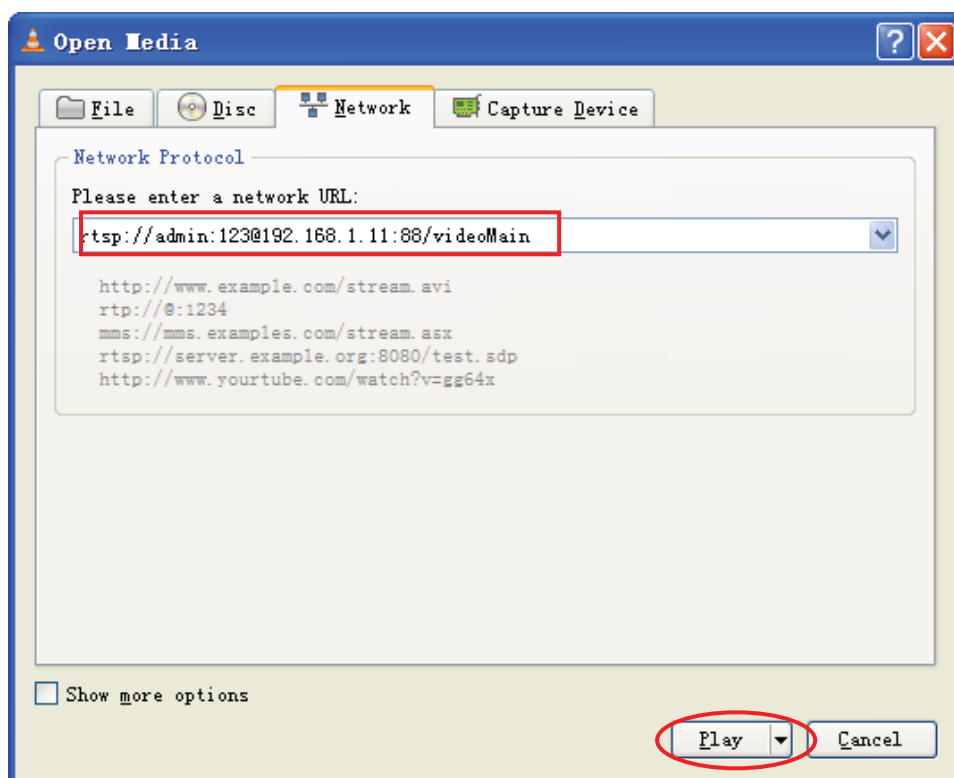 Open Media
File Disc Network Capture Device
Network Protocol
Please enter a network URL:
rtsp://admin:123@192.168.1.11:88/videoMain
http://www.example.com/stream.avi
rtp://@:1234
mms://mms.examples.com/stream.asx
rtsp://server.example.org:8080/test.sdp
http://www.yourtube.com/watch?v=gg64x
Show more options
Play Cancel